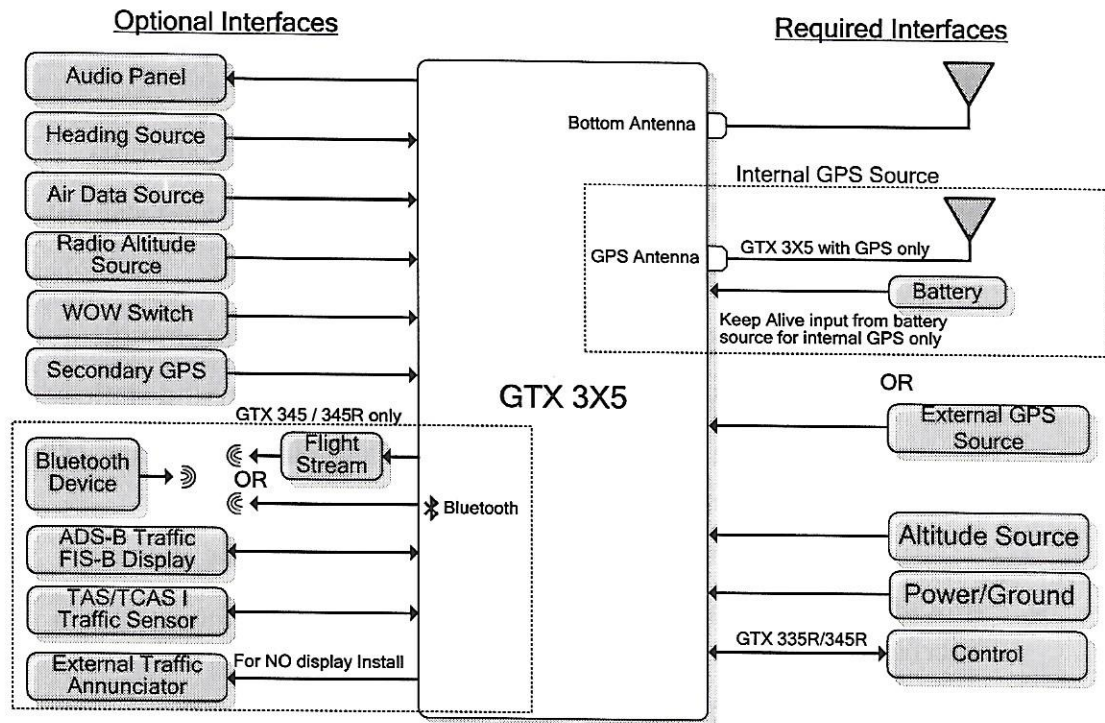 Optional Interfaces
Audio Panel
Heading Source
Air Data Source
Radio Altitude
Source
WOW Switch
Secondary GPS
GTX 345 / 345R only
Bluetooth
Device
Flight
Stream
OR
Bluetooth
ADS-B Traffic
FIS-B Display
TAS/TCAS I
Traffic Sensor
External Traffic
Annunciator
For NO display Install
GTX 3X5
Required Interfaces
Bottom Antenna
Internal GPS Source
GPS Antenna
GTX 3X5 with GPS only
Battery
Keep Alive input from battery
source for internal GPS only
OR
External GPS
Source
Altitude Source
Power/Ground
GTX 335R/345R
Control